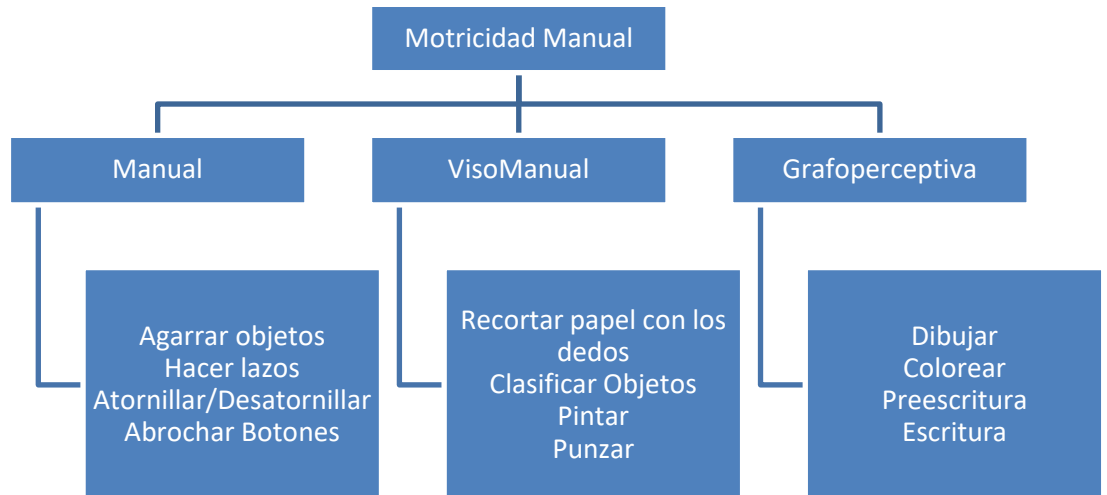 Motricidad Manual
Manual
VisoManual
Grafoperceptiva
Agarrar objetos
Hacer lazos
Atornillar/Desatornillar
Abrochar Botones
Recortar papel con los
dedos
Clasificar Objetos
Pintar
Punzar
Dibujar
Colorear
Preescritura
Escritura